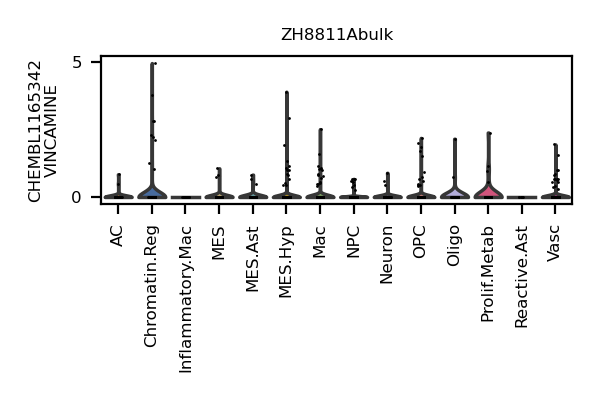 ZH8811Abulk
CHEMBL1165342
VINCAMINE
5
0
AC
Chromatin.Reg
Inflammatory.Mac
MES
MES.Ast
MES.Hyp
Mac
NPC
Neuron
OPC
Oligo
Prolif.Metab
Reactive.Ast
Vasc